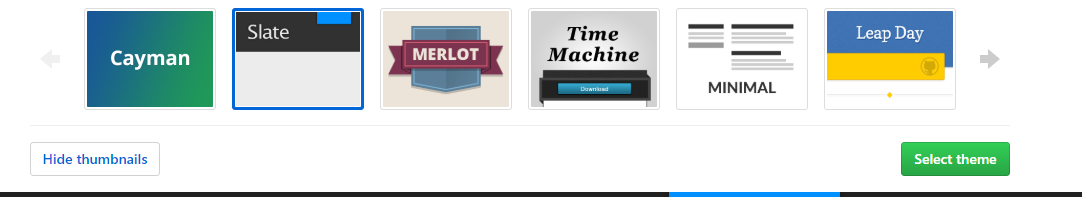 Cayman
Slate
MERLOT
Time
Machine
Download
MINIMAL
Leap Day
Hide thumbnails
Select theme